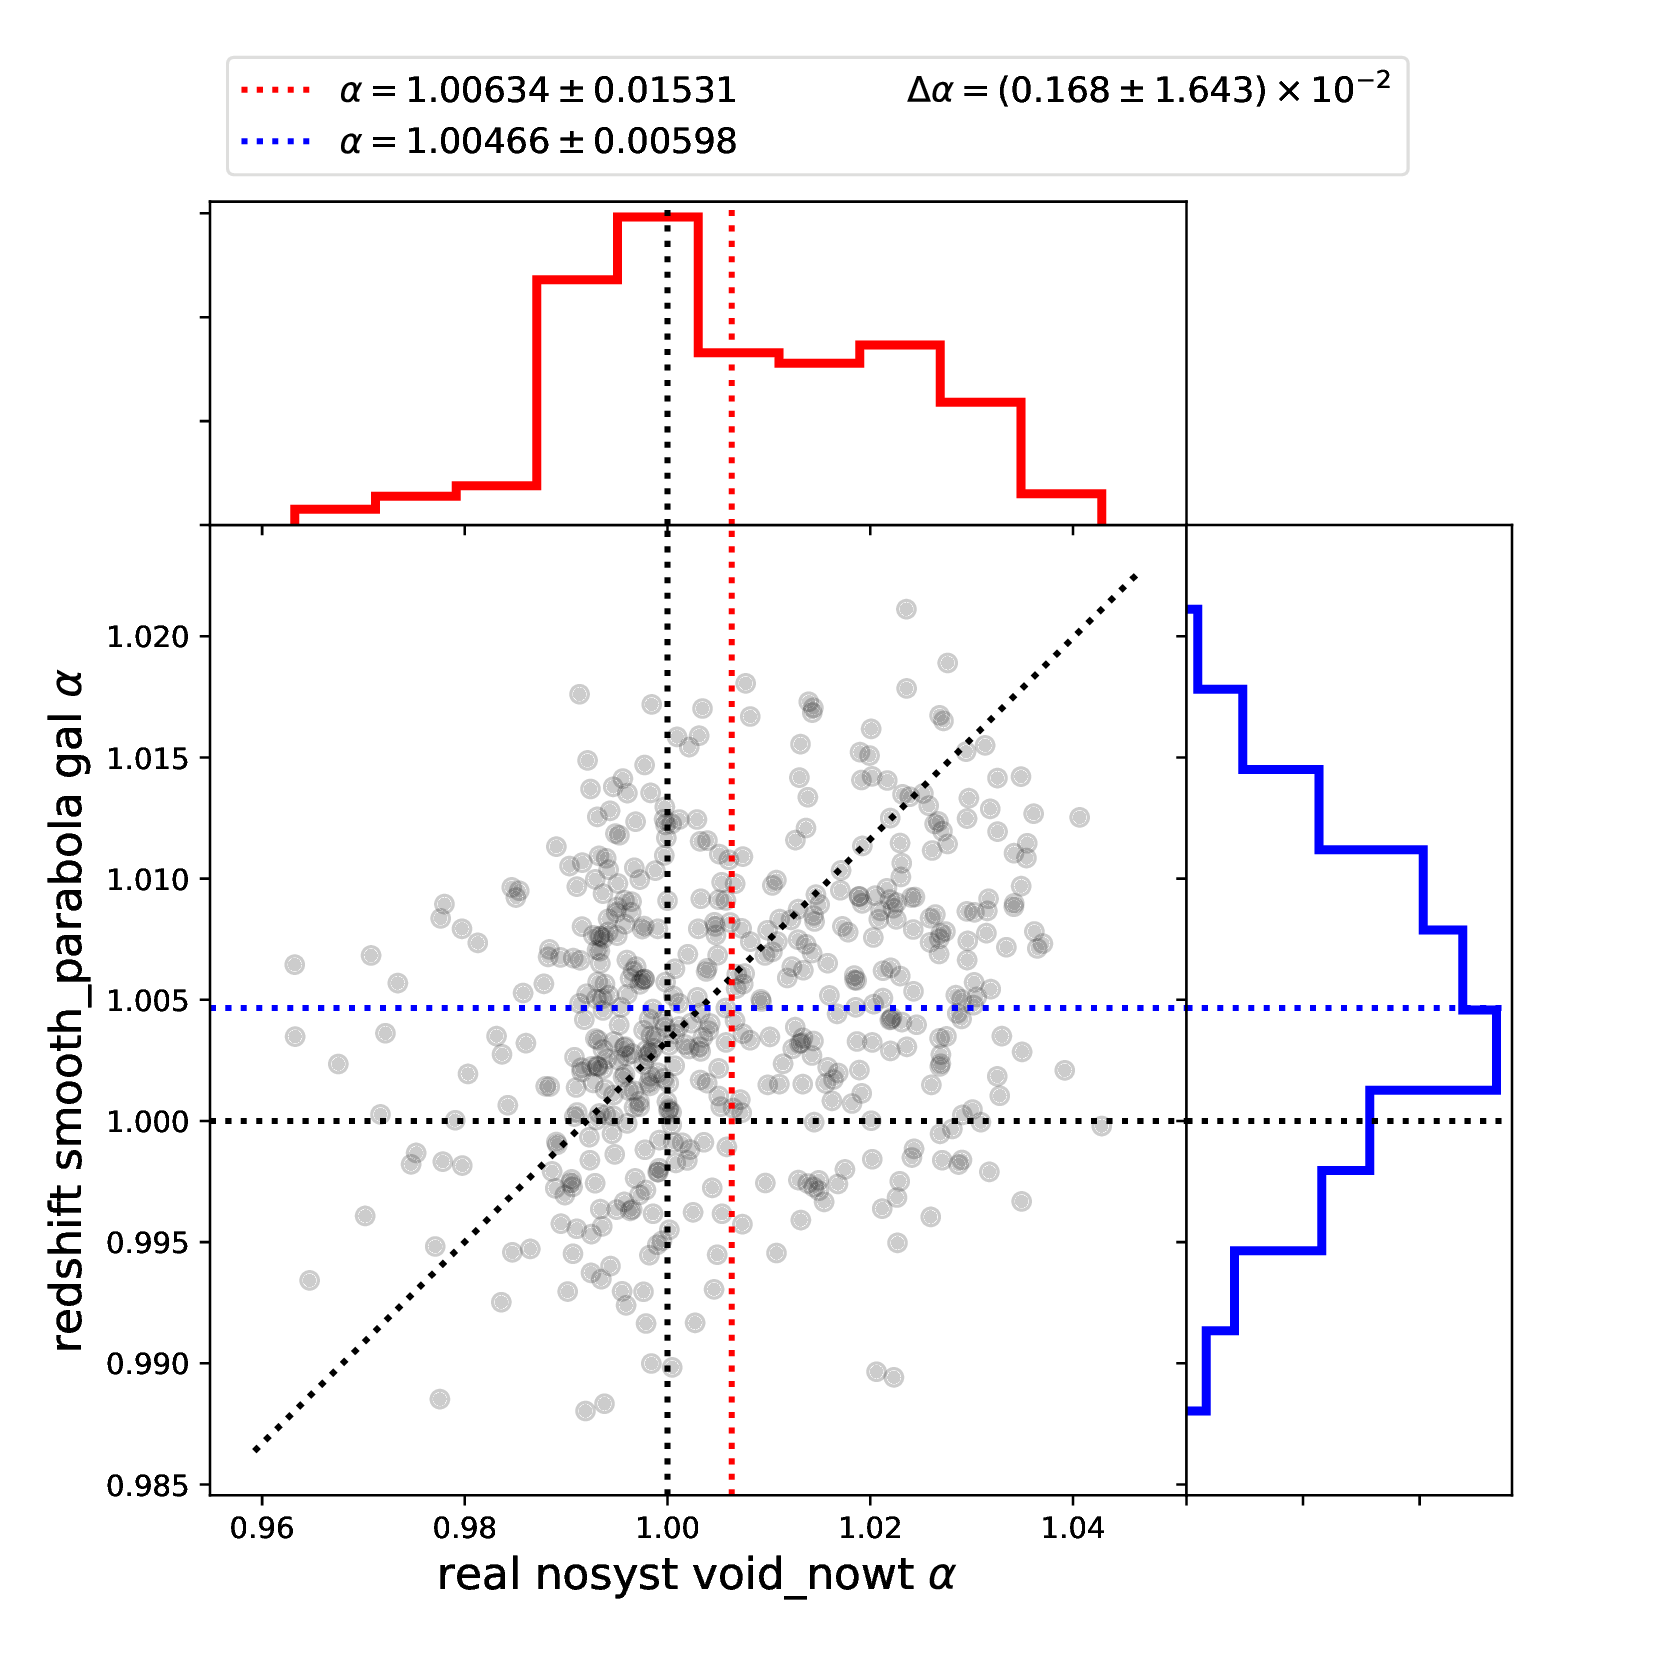 α = 1.00634 ± 0.01531
α = 1.00466 ± 0.00598
Δα = (0.168 ± 1.643) × 10⁻²
redshift smooth_parabola gal α
1.020
1.015
1.010
1.005
1.000
0.995
0.990
0.985
0.96
0.98
1.00
1.02
1.04
real nosyst void_nowt α